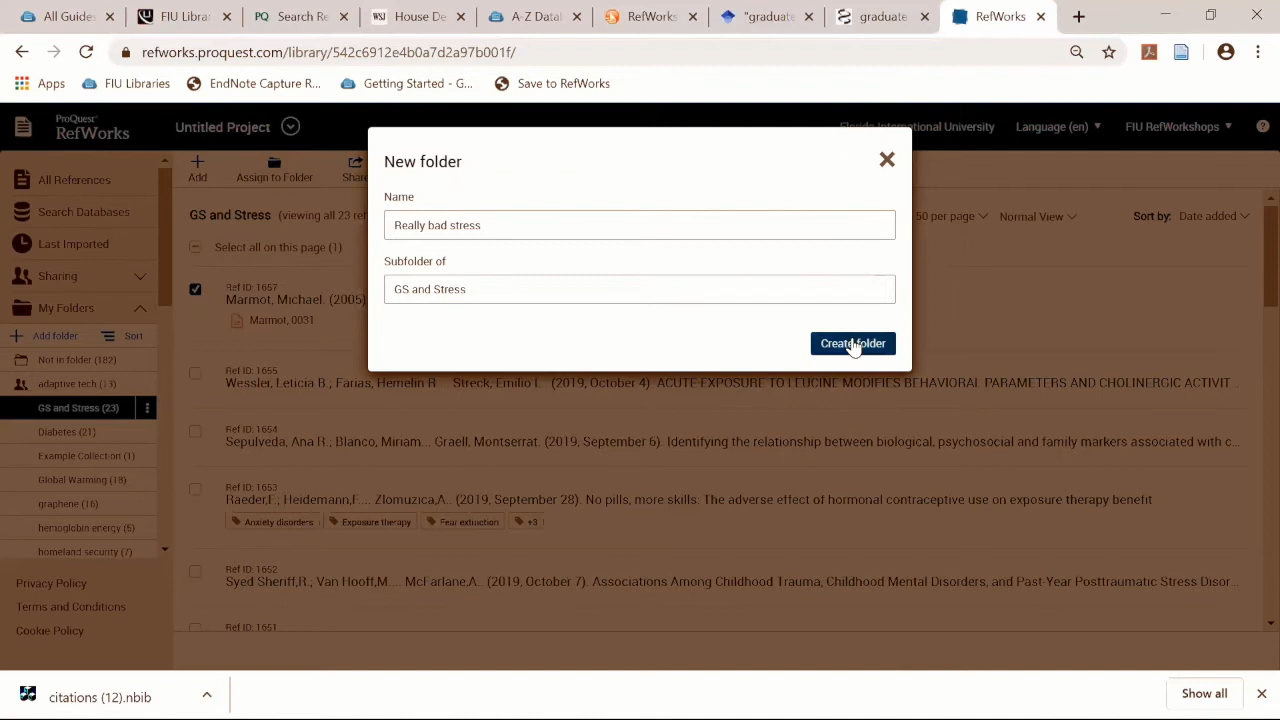 All Guides
FIU Libra
Search Re
House De
A-Z Datal
RefWorks
"graduate
graduate
RefWorks
refworks.proquest.com/library/542c6912e4b0a7d2a97b001f/
Apps
FIU Libraries
EndNote Capture R...
Getting Started - G...
Save to RefWorks
ProQuest
RefWorks
Untitled Project
Florida International University
Language (en)
FIU RefWorkshops
All References
Search Databases
Last Imported
Sharing
My Folders
Add folder
Sort
Not in folder (182)
adaptive tech (13)
GS and Stress (23)
Diabetes (21)
Example Collection (1)
Global Warming (18)
graphene (16)
hemoglobin energy (5)
homeland security (7)
Privacy Policy
Terms and Conditions
Cookie Policy
Add
Assign to Folder
Share
GS and Stress (viewing all 23 ref
50 per page
Normal View
Sort by: Date added
Select all on this page (1)
New folder
Name
Really bad stress
Subfolder of
GS and Stress
Create folder
Ref ID: 1657
Marmot, Michael. (2005)
Marmot, 0031
Ref ID: 1655
Wessler, Leticia B.; Farias, Hemelin R... Streck, Emilio L.. (2019, October 4). ACUTE EXPOSURE TO LEUCINE MODIFIES BEHAVIORAL PARAMETERS AND CHOLINERGIC ACTIVIT...
Ref ID: 1654
Sepulveda, Ana R.; Blanco, Miriam... Graell, Montserrat. (2019, September 6). Identifying the relationship between biological, psychosocial and family markers associated with c...
Ref ID: 1653
Raeder,F.; Heidemann,F.... Zlomuzica,A.. (2019, September 28). No pills, more skills: The adverse effect of hormonal contraceptive use on exposure therapy benefit
Anxiety disorders
Exposure therapy
Fear extinction
+3
Ref ID: 1652
Syed Sheriff,R.; Van Hooff,M.... McFarlane,A.. (2019, October 7). Associations Among Childhood Trauma, Childhood Mental Disorders, and Past-Year Posttraumatic Stress Disor...
Ref ID: 1651
citations (12).nbib
Show all